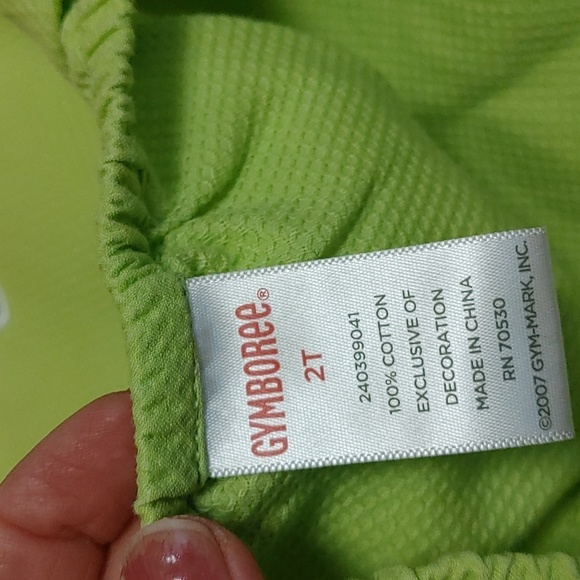 GYMBOREE®
2T
240399041
100% COTTON
EXCLUSIVE OF
DECORATION
MADE IN CHINA
RN 70530
©2007 GYM-MARK, INC.